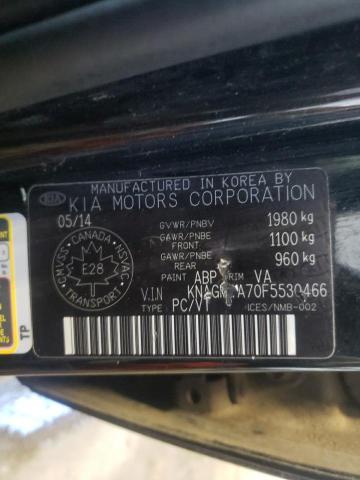 MANUFACTURED IN KOREA BY
KIA KIA MOTORS CORPORATION
05/14
GVWR/PNBV 1980 kg
GAWR/PNBE FRONT 1100 kg
GAWR/PNBE REAR 960 kg
PAINT ABP TRIM VA
V.I.N A70F5530466
TYPE PC/V ICES/NMB-002
CMVSS CANADA NSVAC
E28
TRANSPORT
TP